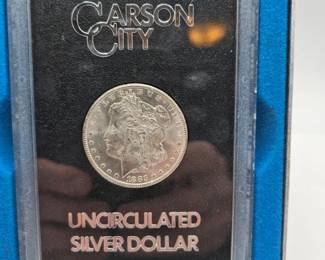 CARSON
CITY
UNCIRCULATED
SILVER DOLLAR